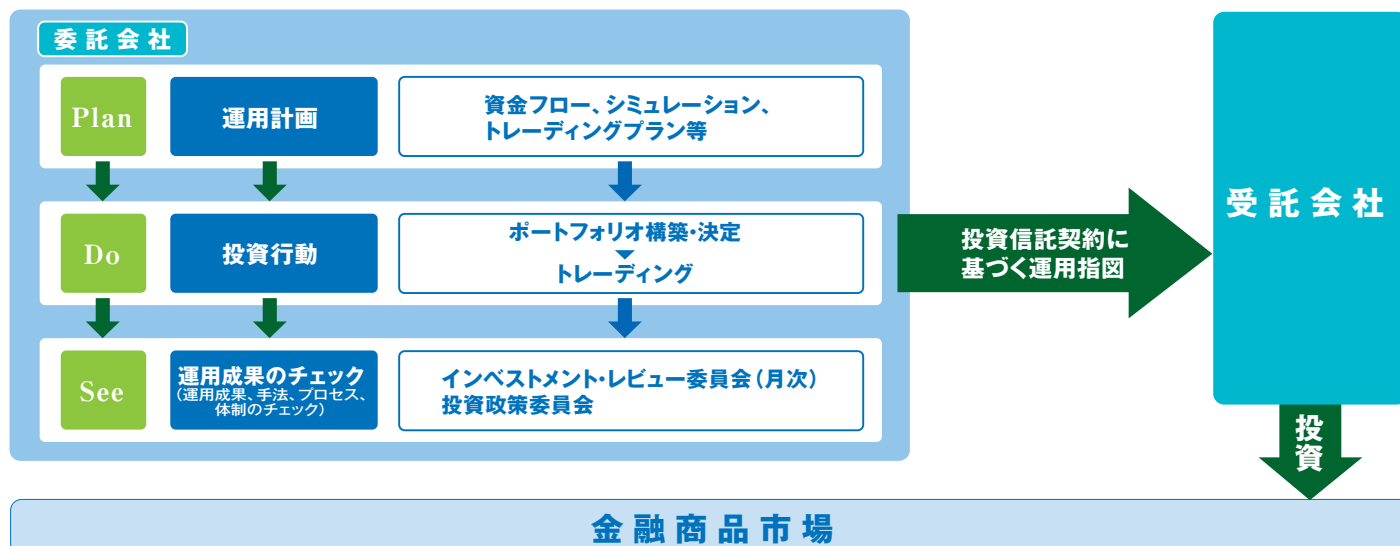 委託会社
Plan
運用計画
資金フロー、シミュレーション、
トレーディングプラン等
Do
投資行動
ポートフォリオ構築・決定
トレーディング
See
運用成果のチェック
(運用成果、手法、プロセス、
体制のチェック)
インベストメント・レビュー委員会(月次)
投資政策委員会
投資信託契約に
基づく運用指図
受託会社
投資
金融商品市場